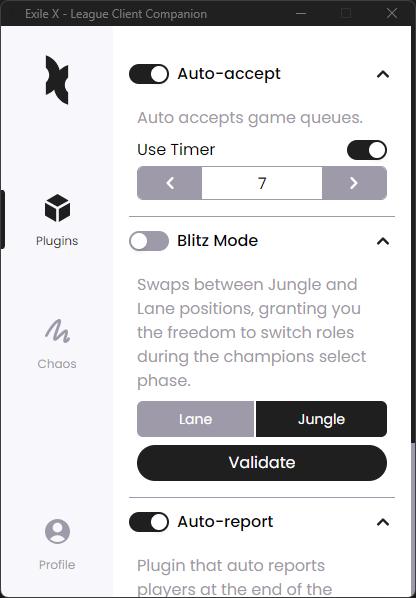 Exile X - League Client Companion
Plugins
Chaos
Profile
Auto-accept
Auto accepts game queues.
Use Timer
7
Blitz Mode
Swaps between Jungle and
Lane positions, granting you
the freedom to switch roles
during the champions select
phase.
Lane
Jungle
Validate
Auto-report
Plugin that auto reports
players at the end of the